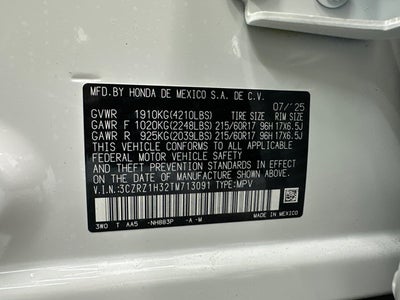 MFD.BY HONDA DE MEXICO S.A. DE C.V.
07/'25
GVWR 1910KG(4210LBS) TIRE SIZE RIM SIZE
GAWR F 1020KG(2248LBS) 215/60R17 96H 17X6.5J
GAWR R 925KG(2039LBS) 215/60R17 96H 17X6.5J
THIS VEHICLE CONFORMS TO ALL APPLICABLE
FEDERAL MOTOR VEHICLE SAFETY, BUMPER,
AND THEFT PREVENTION STANDARDS IN EFFECT
ON THE DATE OF MANUFACTURE SHOWN ABOVE.
V.I.N.:3CZRZ1H32TM713091 TYPE:MPV
3WO T AA5 -NH883P -A -M MADE IN MEXICO